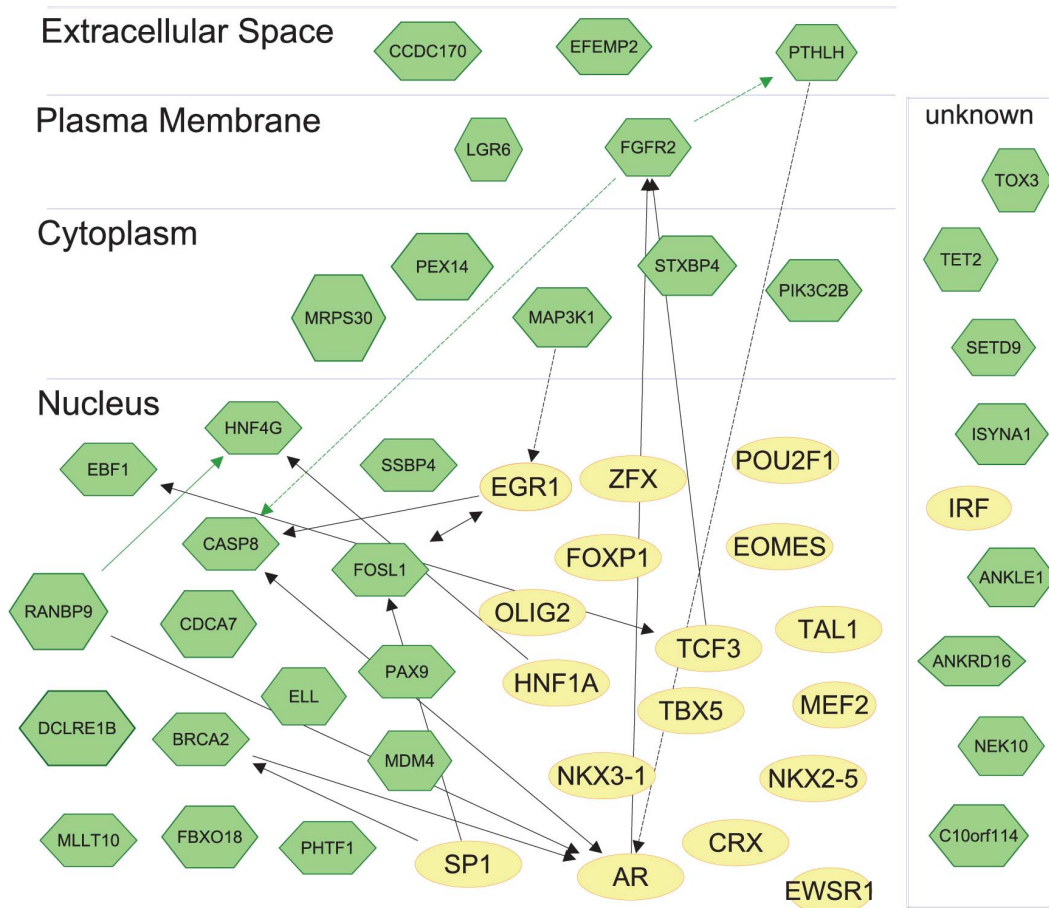 Extracellular Space
CCDC170
EFEMP2
PTHLH
Plasma Membrane
LGR6
FGFR2
unknown
TOX3
TET2
SETD9
ISYNA1
IRF
ANKLE1
ANKRD16
NEK10
C10orf114
Cytoplasm
PEX14
STXBP4
PIK3C2B
MRPS30
MAP3K1
Nucleus
HNF4G
EBF1
SSBP4
EGR1
ZFX
POU2F1
CASP8
FOSL1
FOXP1
EOMES
RANBP9
CDCA7
OLIG2
TCF3
TAL1
PAX9
HNF1A
ELL
TBX5
MEF2
DCLRE1B
BRCA2
MDM4
NKX3-1
NKX2-5
MLLT10
FBXO18
PHTF1
SP1
AR
CRX
EWSR1